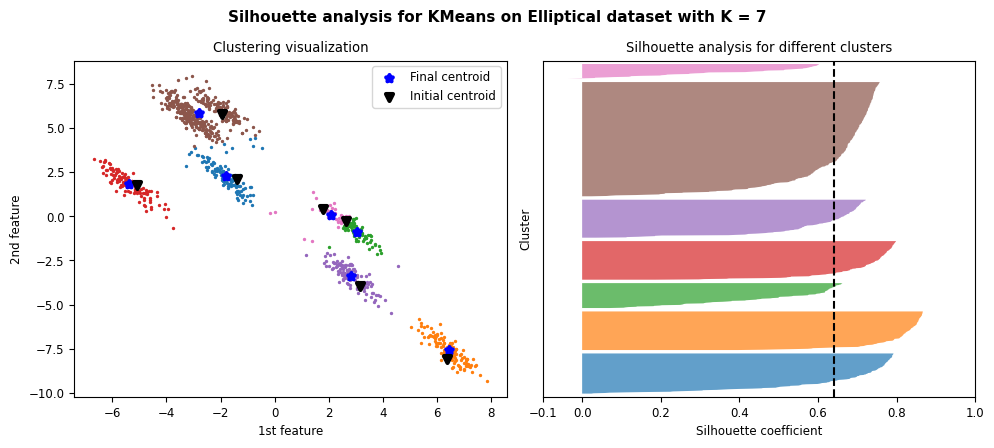 Silhouette analysis for KMeans on Elliptical dataset with K = 7
Clustering visualization
Final centroid
Initial centroid
7.5
5.0
2.5
0.0
−2.5
−5.0
−7.5
−10.0
2nd feature
−6
−4
−2
0
2
4
6
8
1st feature
Silhouette analysis for different clusters
Cluster
−0.1
0.0
0.2
0.4
0.6
0.8
1.0
Silhouette coefficient